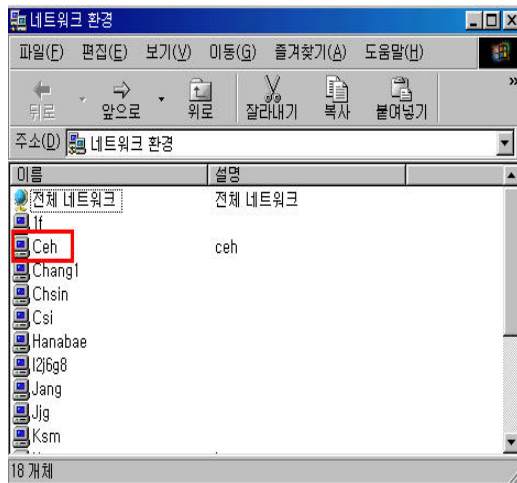 네트워크 환경
파일(F) 편집(E) 보기(V) 이동(G) 즐겨찾기(A) 도움말(H)
뒤로 앞으로 위로 잘라내기 복사 붙여넣기 »
주소(D) 네트워크 환경
이름 설명
전체 네트워크 전체 네트워크
1f
Ceh ceh
Chang1
Chsin
Csi
Hanabae
Jang
Jig
Ksm
18 개체